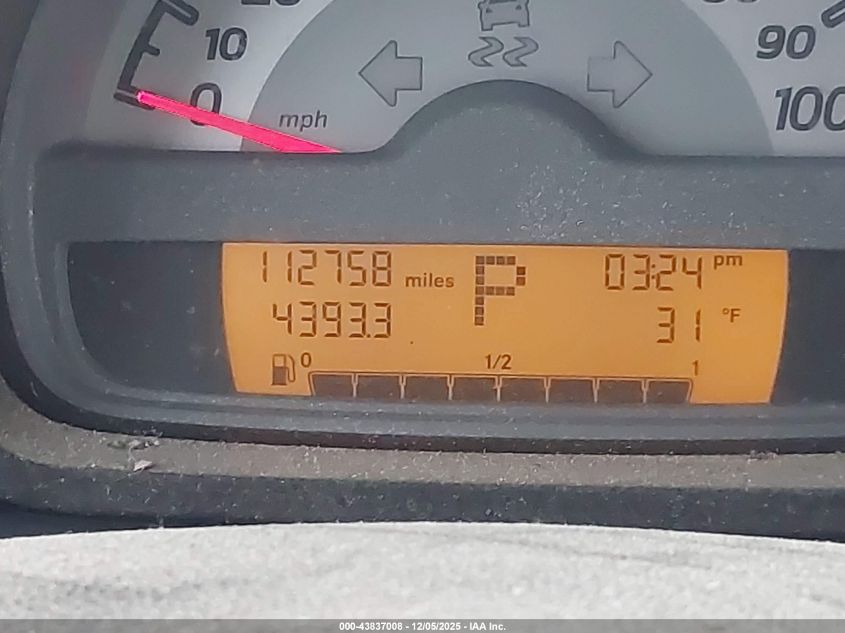 10
0
mph
90
100
112758 miles P 03:24 pm
4393.3 31 °F
0 1/2 1
000-43837008 - 12/05/2025 - IAA Inc.